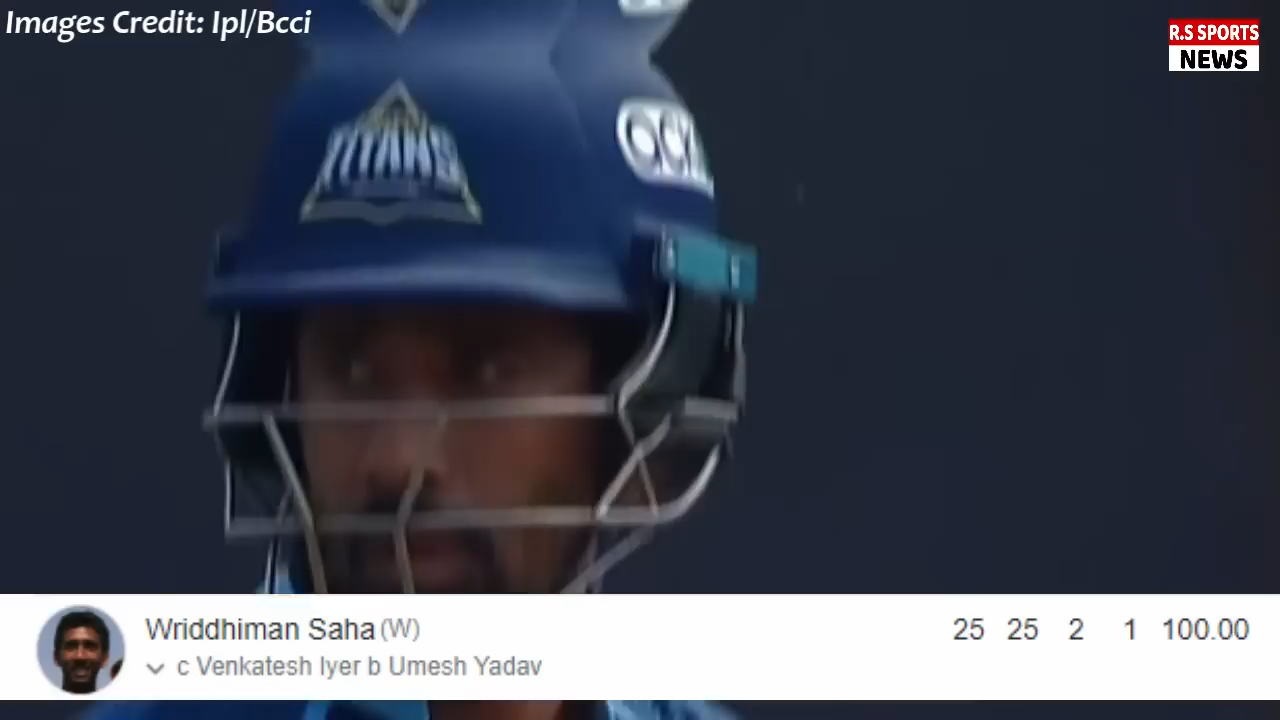 Images Credit: Ipl/Bcci
R.S SPORTS
NEWS
TITANS
Wriddhiman Saha (W)
25 25 2 1 100.00
c Venkatesh Iyer b Umesh Yadav